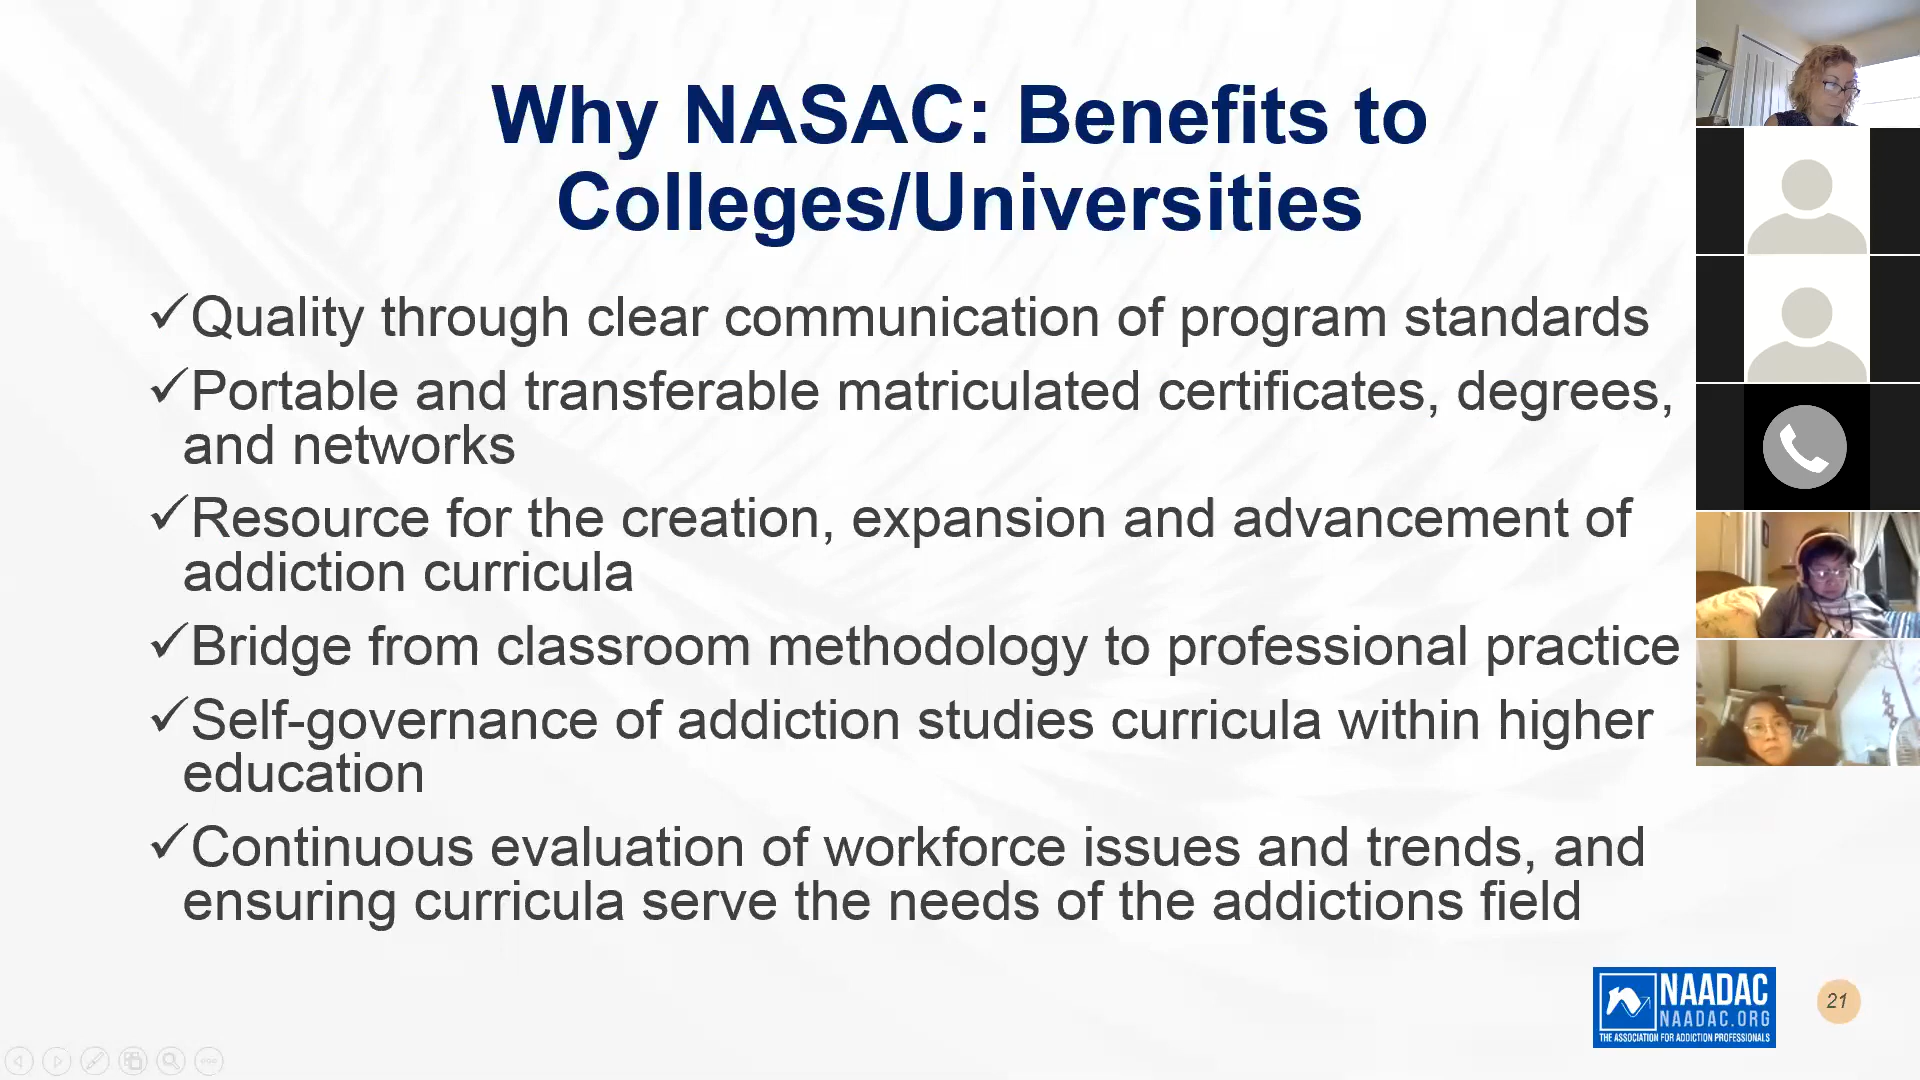 Why NASAC: Benefits to
Colleges/Universities
✓Quality through clear communication of program standards
✓Portable and transferable matriculated certificates, degrees,
and networks
✓Resource for the creation, expansion and advancement of
addiction curricula
✓Bridge from classroom methodology to professional practice
✓Self-governance of addiction studies curricula within higher
education
✓Continuous evaluation of workforce issues and trends, and
ensuring curricula serve the needs of the addictions field
NAADAC
NAADAC.ORG
THE ASSOCIATION FOR ADDICTION PROFESSIONALS
21